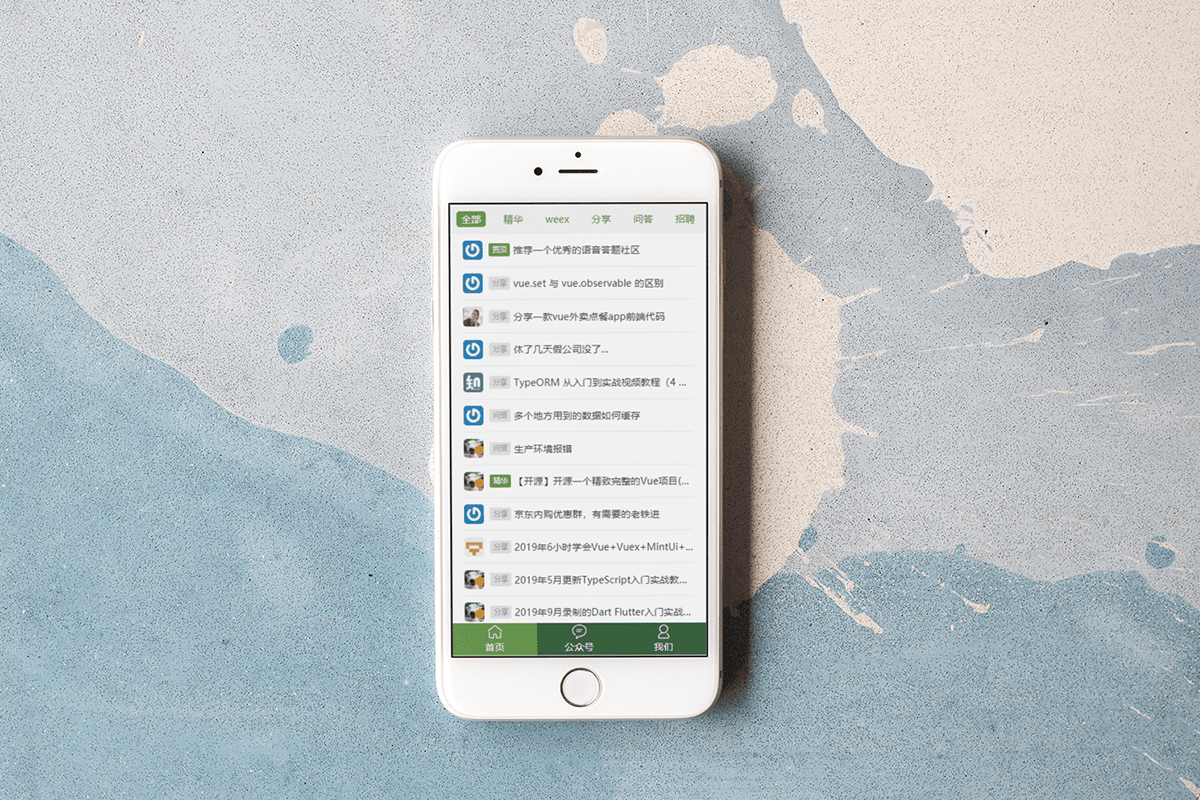 全部 精华 weex 分享 问答 招聘
置顶 推荐一个优秀的语音答题社区
分享 vue.set 与 vue.observable 的区别
分享 分享一款vue外卖点餐app前端代码
分享 休了几天假公司没了...
知 分享 TypeORM 从入门到实战视频教程（4 ...
问答 多个地方用到的数据如何缓存
问答 生产环境报错
精华 【开源】开源一个精致完整的Vue项目(...
分享 京东内购优惠群，有需要的老铁进
分享 2019年6小时学会Vue+Vuex+MintUi+...
分享 2019年5月更新TypeScript入门实战教...
分享 2019年9月录制的Dart Flutter入门实战...
首页 公众号 我们